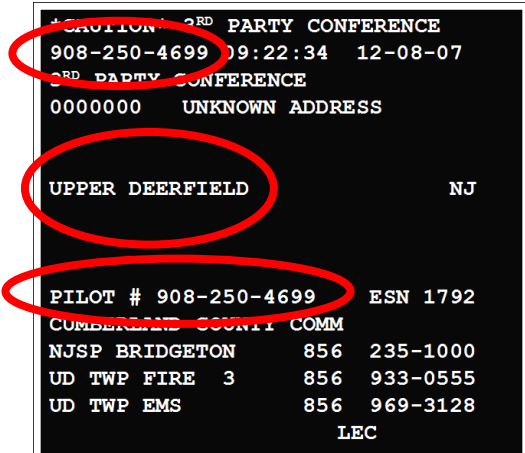 *CAUTION* 3RD PARTY CONFERENCE
908-250-4699 09:22:34 12-08-07
3RD PARTY CONFERENCE
0000000 UNKNOWN ADDRESS
UPPER DEERFIELD NJ
PILOT # 908-250-4699 ESN 1792
CUMBERLAND COUNTY COMM
NJSP BRIDGETON 856 235-1000
UD TWP FIRE 3 856 933-0555
UD TWP EMS 856 969-3128
LEC